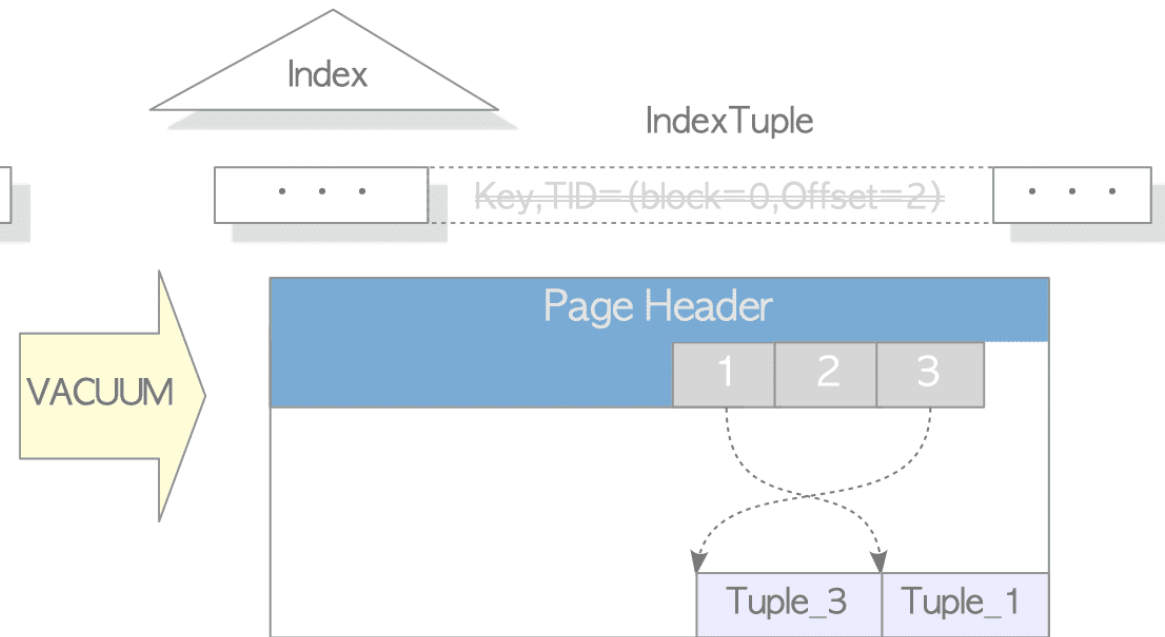 Index
IndexTuple
· · ·
Key,TID=(block=0,Offset=2)
· · ·
Page Header
1 2 3
VACUUM
Tuple_3 Tuple_1